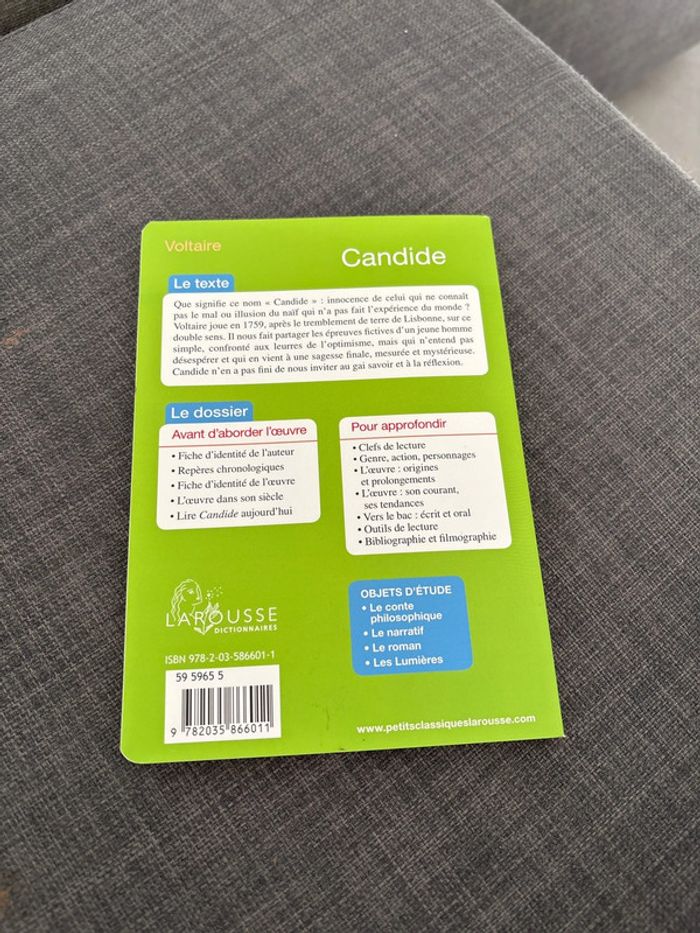 Voltaire
Candide
Le texte
Que signifie ce nom « Candide » : innocence de celui qui ne connaît
pas le mal ou illusion du naïf qui n'a pas fait l'expérience du monde ?
Voltaire joue en 1759, après le tremblement de terre de Lisbonne, sur ce
double sens. Il nous fait partager les épreuves fictives d'un jeune homme
simple, confronté aux leurres de l'optimisme, mais qui n'entend pas
désespérer et qui en vient à une sagesse finale, mesurée et mystérieuse.
Candide n'en a pas fini de nous inviter au gai savoir et à la réflexion.
Le dossier
Avant d'aborder l'œuvre
• Fiche d'identité de l'auteur
• Repères chronologiques
• Fiche d'identité de l'œuvre
• L'œuvre dans son siècle
• Lire Candide aujourd'hui
Pour approfondir
• Clefs de lecture
• Genre, action, personnages
• L'œuvre : origines
et prolongements
• L'œuvre : son courant,
ses tendances
• Vers le bac : écrit et oral
• Outils de lecture
• Bibliographie et filmographie
OBJETS D'ÉTUDE
• Le conte
philosophique
• Le narratif
• Le roman
• Les Lumières
LAROUSSE
DICTIONNAIRES
ISBN 978-2-03-586601-1
59 5965 5
9 782035 866011
www.petitsclassiqueslarousse.com